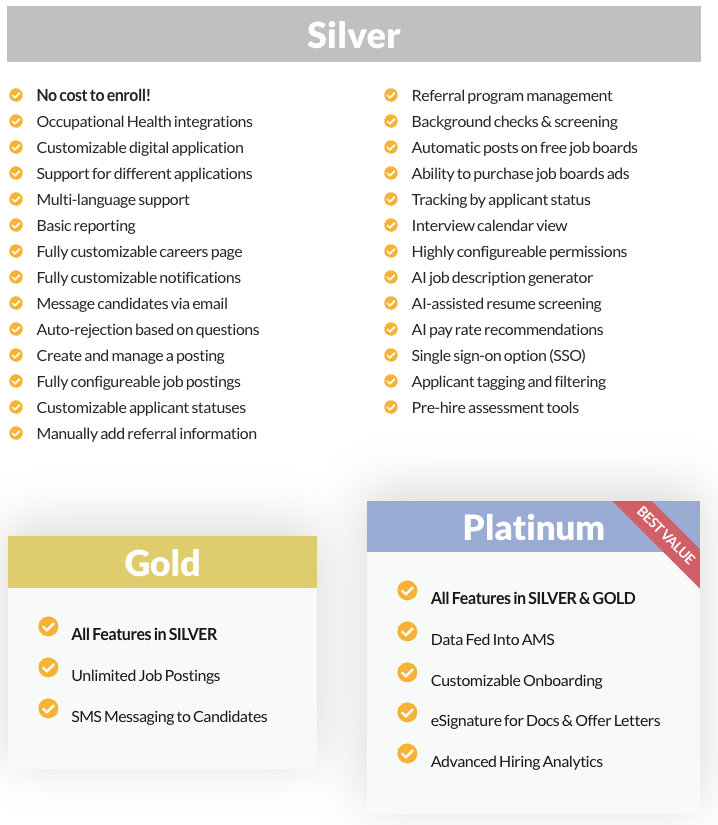 Silver
No cost to enroll!
Occupational Health integrations
Customizable digital application
Support for different applications
Multi-language support
Basic reporting
Fully customizable careers page
Fully customizable notifications
Message candidates via email
Auto-rejection based on questions
Create and manage a posting
Fully configureable job postings
Customizable applicant statuses
Manually add referral information
Referral program management
Background checks & screening
Automatic posts on free job boards
Ability to purchase job boards ads
Tracking by applicant status
Interview calendar view
Highly configureable permissions
AI job description generator
AI-assisted resume screening
AI pay rate recommendations
Single sign-on option (SSO)
Applicant tagging and filtering
Pre-hire assessment tools
Gold
All Features in SILVER
Unlimited Job Postings
SMS Messaging to Candidates
Platinum
BEST VALUE
All Features in SILVER & GOLD
Data Fed Into AMS
Customizable Onboarding
eSignature for Docs & Offer Letters
Advanced Hiring Analytics